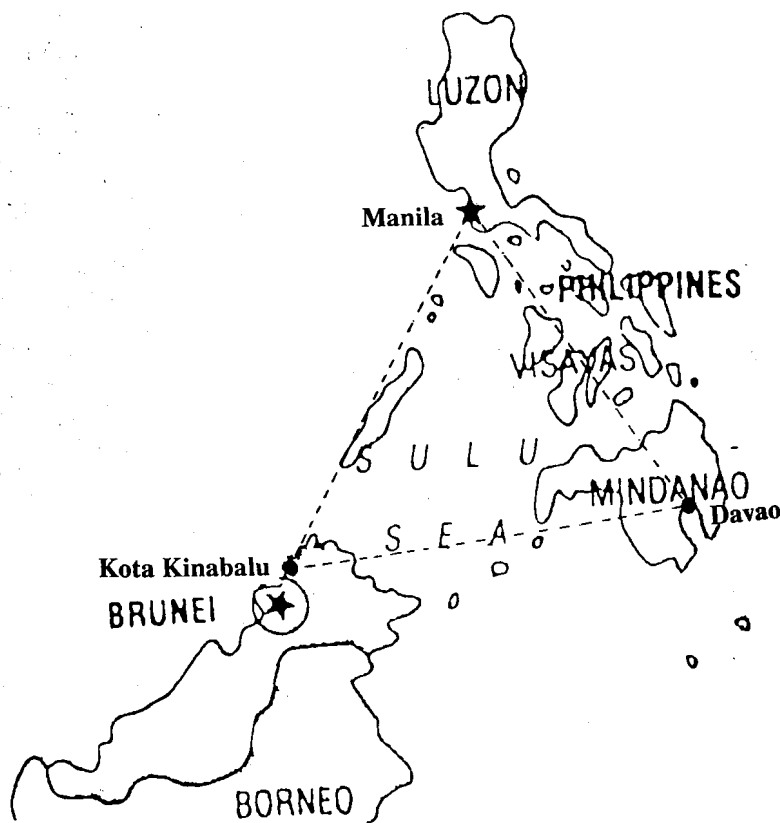 LUZON
Manila
PHILIPPINES
VISAYAS
SULU
MINDANAO
Davao
SEA
Kota Kinabalu
BRUNEI
BORNEO